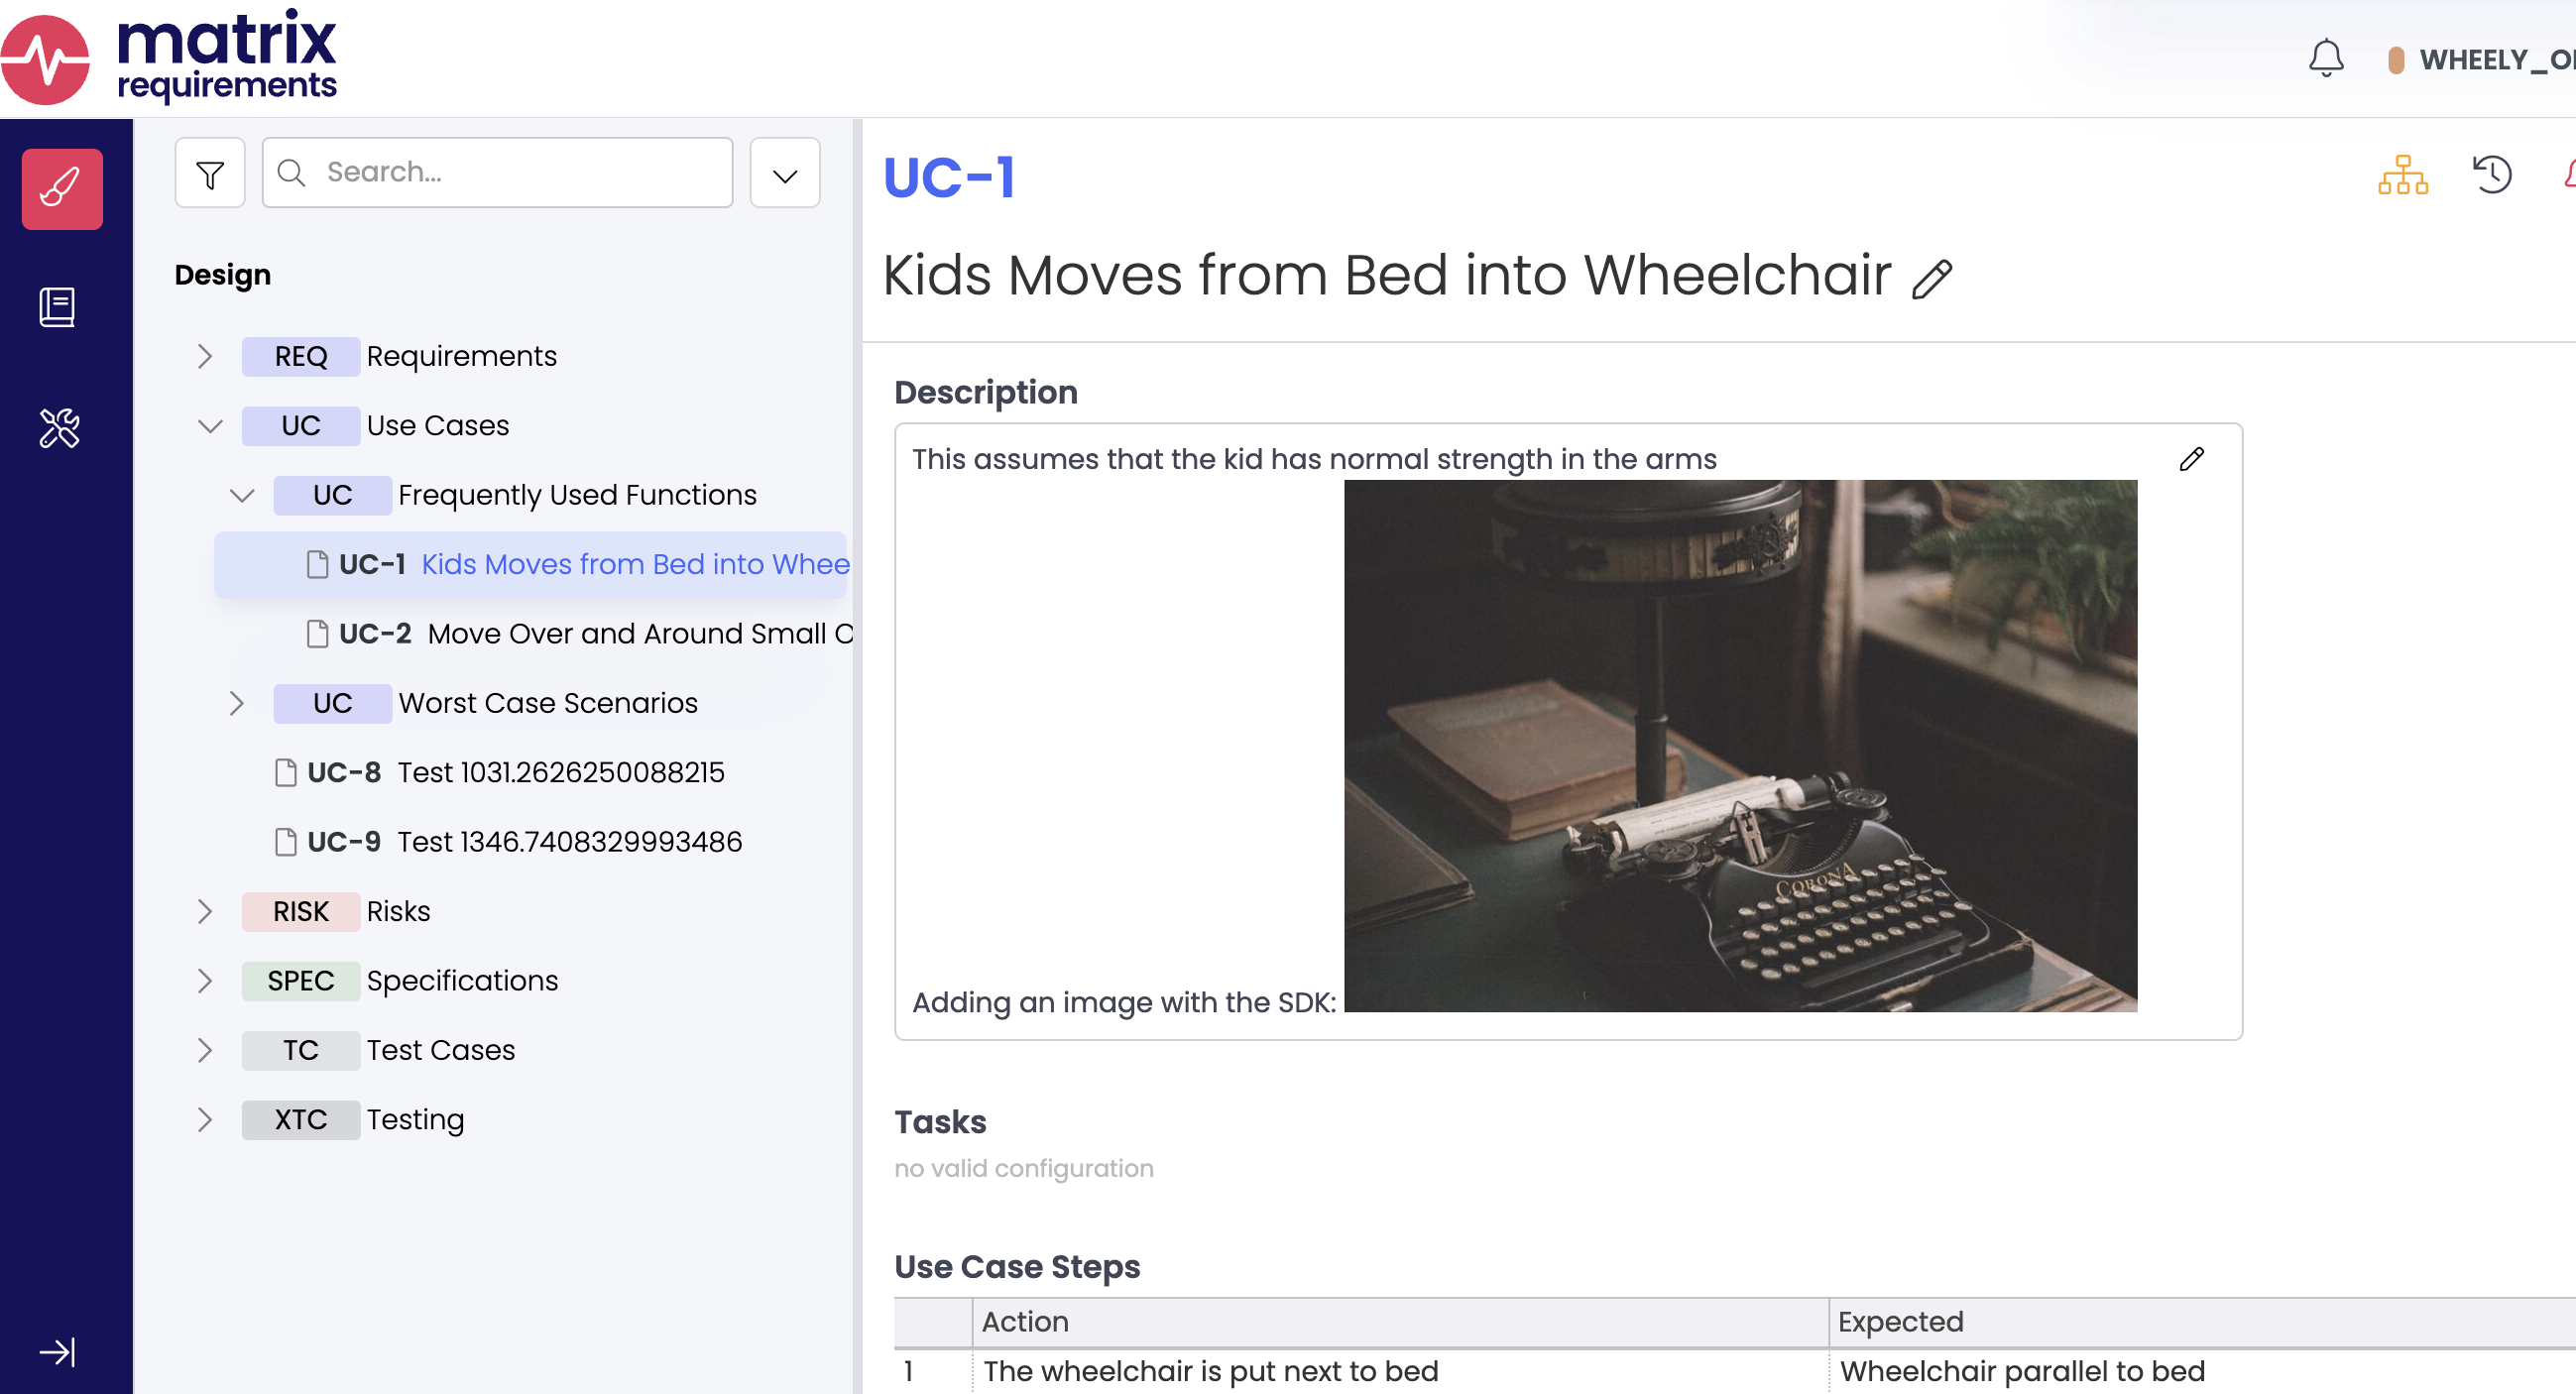 matrix
requirements
WHEELY_O
Search...
Design
REQ Requirements
UC Use Cases
UC Frequently Used Functions
UC-1 Kids Moves from Bed into Whee
UC-2 Move Over and Around Small
UC Worst Case Scenarios
UC-8 Test 1031.2626250088215
UC-9 Test 1346.7408329993486
RISK Risks
SPEC Specifications
TC Test Cases
XTC Testing
UC-1
Kids Moves from Bed into Wheelchair
Description
This assumes that the kid has normal strength in the arms
CORONA
Adding an image with the SDK:
Tasks
no valid configuration
Use Case Steps
Action Expected
1 The wheelchair is put next to bed Wheelchair parallel to bed